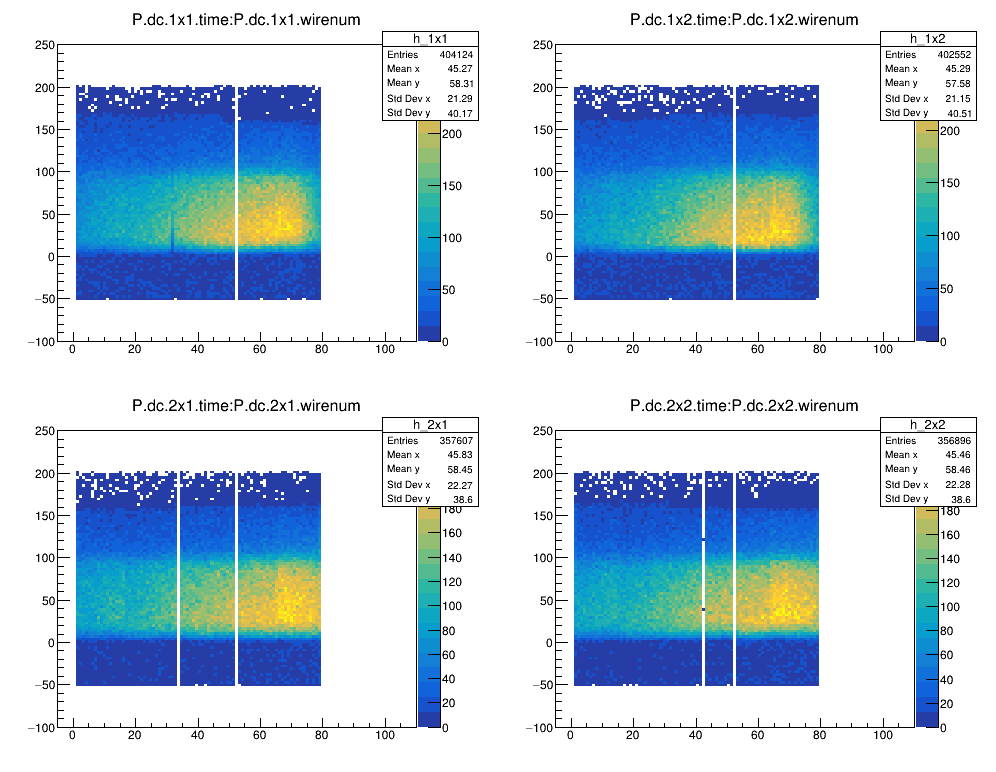 P.dc.1x1.time:P.dc.1x1.wirenum
h_1x1
Entries 404124
Mean x 45.27
Mean y 58.31
Std Dev x 21.29
Std Dev y 40.17
250
200
150
100
50
0
−50
−100
0 20 40 60 80 100
200
150
100
50
0
P.dc.1x2.time:P.dc.1x2.wirenum
h_1x2
Entries 402552
Mean x 45.29
Mean y 57.58
Std Dev x 21.15
Std Dev y 40.51
250
200
150
100
50
0
−50
−100
0 20 40 60 80 100
200
150
100
50
0
P.dc.2x1.time:P.dc.2x1.wirenum
h_2x1
Entries 357607
Mean x 45.83
Mean y 58.45
Std Dev x 22.27
Std Dev y 38.6
250
200
150
100
50
0
−50
−100
0 20 40 60 80 100
180
160
140
120
100
80
60
40
20
0
P.dc.2x2.time:P.dc.2x2.wirenum
h_2x2
Entries 356896
Mean x 45.46
Mean y 58.46
Std Dev x 22.28
Std Dev y 38.6
250
200
150
100
50
0
−50
−100
0 20 40 60 80 100
180
160
140
120
100
80
60
40
20
0